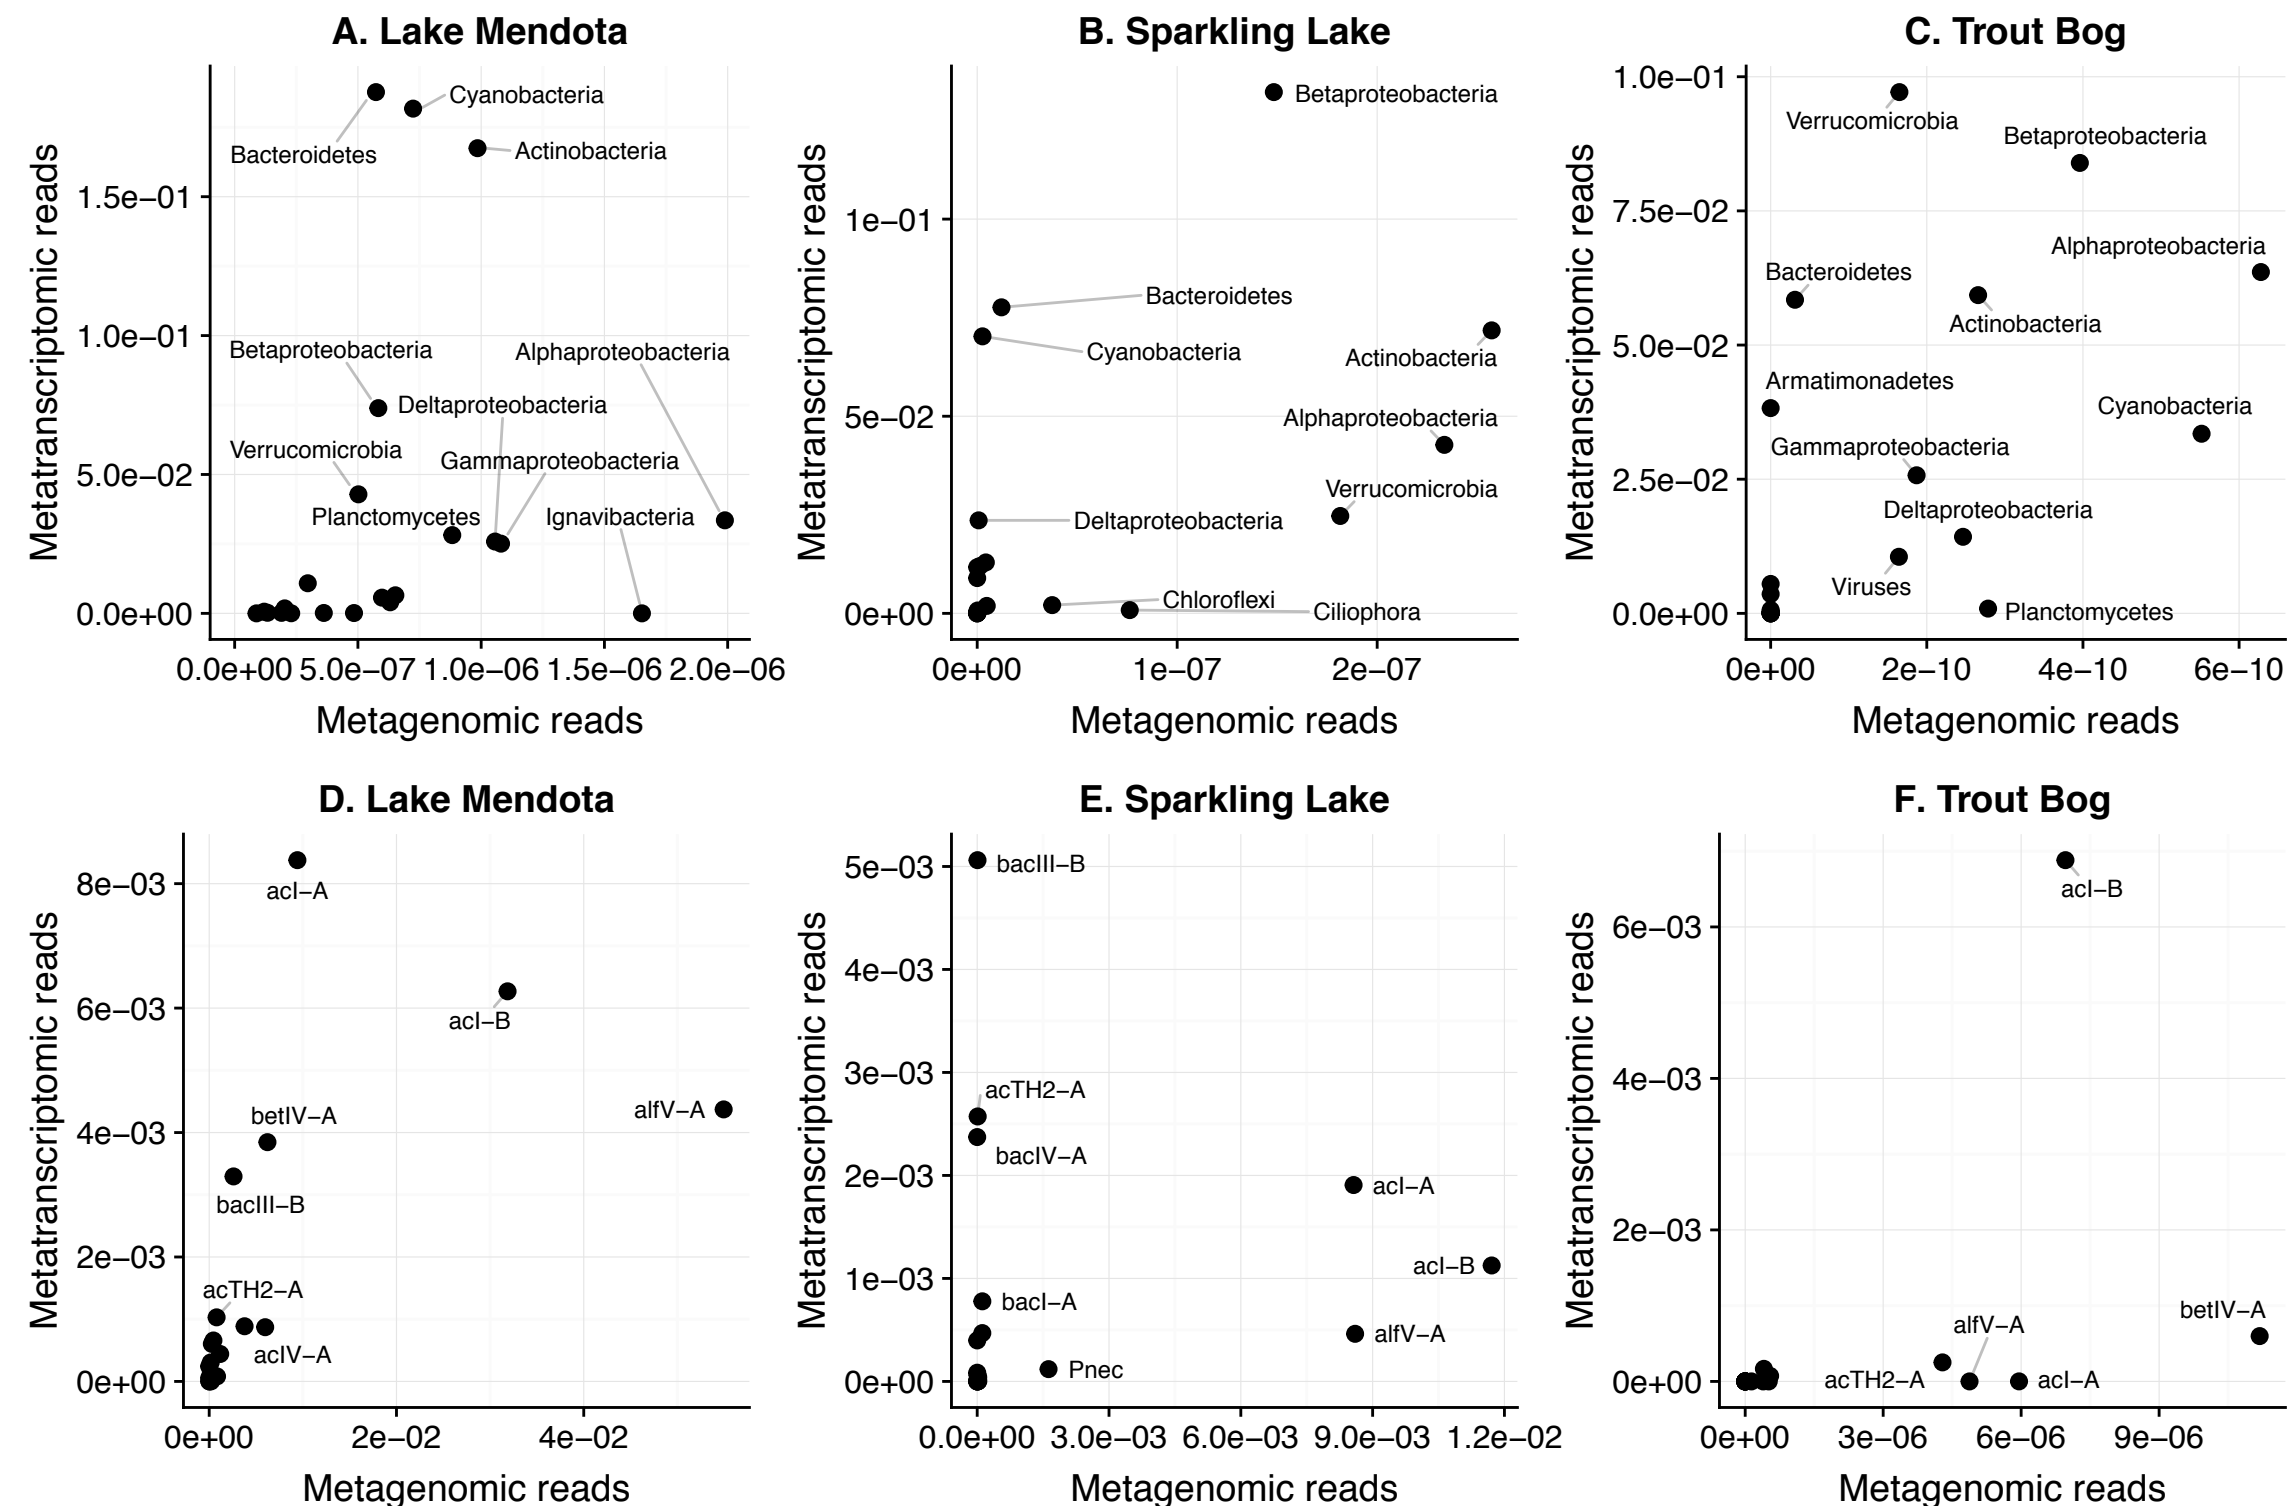 A. Lake Mendota
Metatranscriptomic reads
1.5e−01
1.0e−01
5.0e−02
0.0e+00
Cyanobacteria
Bacteroidetes
Actinobacteria
Betaproteobacteria
Alphaproteobacteria
Deltaproteobacteria
Verrucomicrobia
Gammaproteobacteria
Planctomycetes
Ignavibacteria
0.0e+00 5.0e−07 1.0e−06 1.5e−06 2.0e−06
Metagenomic reads
B. Sparkling Lake
Metatranscriptomic reads
1e−01
5e−02
0e+00
Betaproteobacteria
Bacteroidetes
Cyanobacteria
Actinobacteria
Alphaproteobacteria
Verrucomicrobia
Deltaproteobacteria
Chloroflexi
Ciliophora
0e+00 1e−07 2e−07
Metagenomic reads
C. Trout Bog
Metatranscriptomic reads
1.0e−01
7.5e−02
5.0e−02
2.5e−02
0.0e+00
Verrucomicrobia
Betaproteobacteria
Alphaproteobacteria
Bacteroidetes
Actinobacteria
Armatimonadetes
Cyanobacteria
Gammaproteobacteria
Deltaproteobacteria
Viruses
Planctomycetes
0e+00 2e−10 4e−10 6e−10
Metagenomic reads
D. Lake Mendota
Metatranscriptomic reads
8e−03
6e−03
4e−03
2e−03
0e+00
acI−A
acI−B
alfV−A
betIV−A
bacIII−B
acTH2−A
acIV−A
0e+00 2e−02 4e−02
Metagenomic reads
E. Sparkling Lake
Metatranscriptomic reads
5e−03
4e−03
3e−03
2e−03
1e−03
0e+00
bacIII−B
acTH2−A
bacIV−A
acI−A
acI−B
bacI−A
alfV−A
Pnec
0.0e+00 3.0e−03 6.0e−03 9.0e−03 1.2e−02
Metagenomic reads
F. Trout Bog
Metatranscriptomic reads
6e−03
4e−03
2e−03
0e+00
acI−B
betIV−A
alfV−A
acTH2−A
acI−A
0e+00 3e−06 6e−06 9e−06
Metagenomic reads